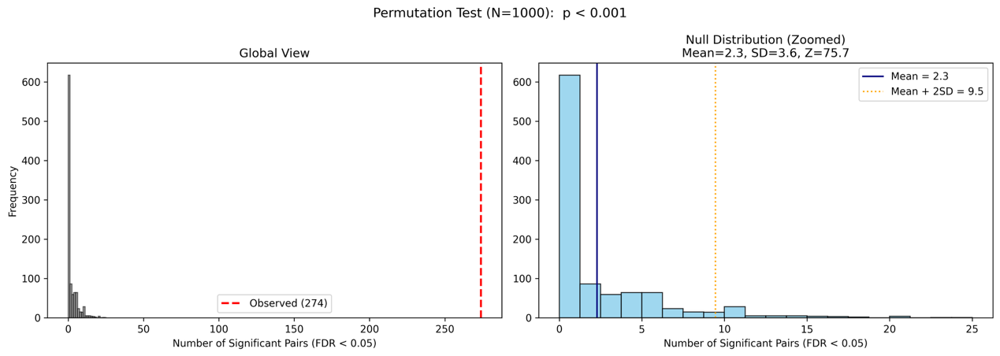 Permutation Test (N=1000):  p < 0.001
Global View
Frequency
600
500
400
300
200
100
0
Observed (274)
0 50 100 150 200 250
Number of Significant Pairs (FDR < 0.05)
Null Distribution (Zoomed)
Mean=2.3, SD=3.6, Z=75.7
600
500
400
300
200
100
0
Mean = 2.3
Mean + 2SD = 9.5
0 5 10 15 20 25
Number of Significant Pairs (FDR < 0.05)